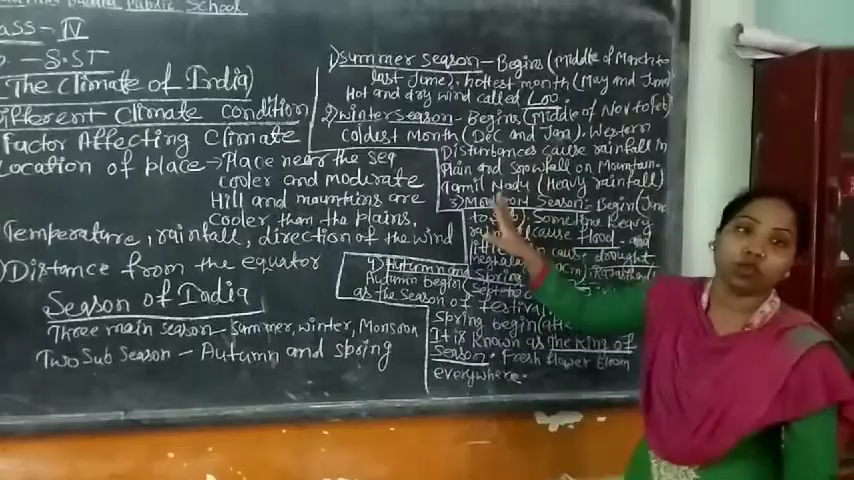 Public School
ASS - IV
- S.ST
The Climate of India)
ifferent Climate condition
Factor Affecting Climate
Location of place → Place near the sea
cooler and moderate
Hill and mountains are
Cooler than the plains.
Temperature, rainfall, direction of the wind
)Distance from the equator
Season of India
Three main season - Summer, winter, Monsoon
Two Sub Season - Autumn and spring
1) Summer season - Begins (Middle of March to
last June). hottest month (May and June)
Hot and dry wind called Loo
2) winter season - Begins (Middle of Nov to feb)
coldest month (Dec and Jan). Western
Disturbances cause rainfall in
Plain and Snowfall on Mountain.
Tamil Nadu (Heavy rainfall)
3) Monsoon Season - Begin (June
to Sometime heavy
cause flood and
cause drought
4) Autumn and
Spring
Autumn begin
as the season of festival
Spring begin
It is known as the King of
Season. Fresh flower
everywhere.